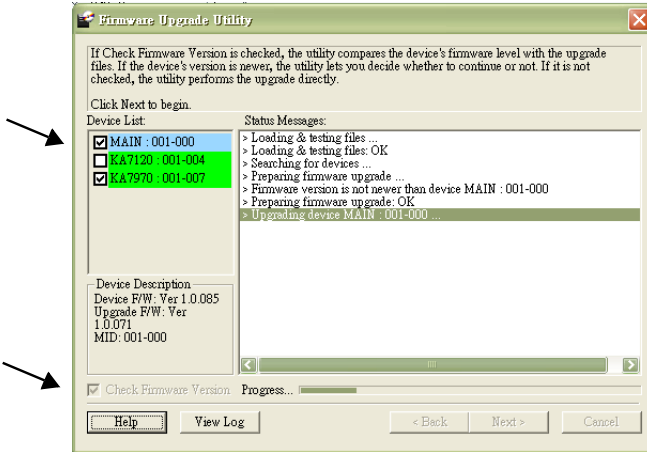 Firmware Upgrade Utility
If Check Firmware Version is checked, the utility compares the device's firmware level with the upgrade
files. If the device's version is newer, the utility lets you decide whether to continue or not. If it is not
checked, the utility performs the upgrade directly.
Click Next to begin.
Device List:
MAIN : 001-000
KA7120 : 001-004
KA7970 : 001-007
Status Messages:
> Loading & testing files ...
> Loading & testing files: OK
> Searching for devices ...
> Preparing firmware upgrade ...
> Firmware version is not newer than device MAIN : 001-000
> Preparing firmware upgrade: OK
> Upgrading device MAIN : 001-000 ...
Device Description
Device F/W: Ver 1.0.085
Upgrade F/W: Ver
1.0.071
MID: 001-000
Check Firmware Version Progress...
Help View Log < Back Next > Cancel